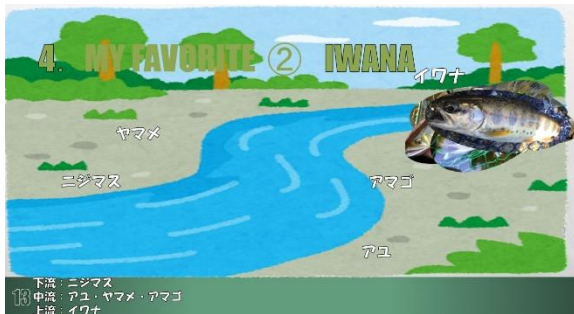 4. MY FAVORITE ② IWANA
イワナ
ヤマメ
ニジマス
アマゴ
アユ
下流：ニジマス
13
中流：アユ・ヤマメ・アマゴ
上流：イワナ